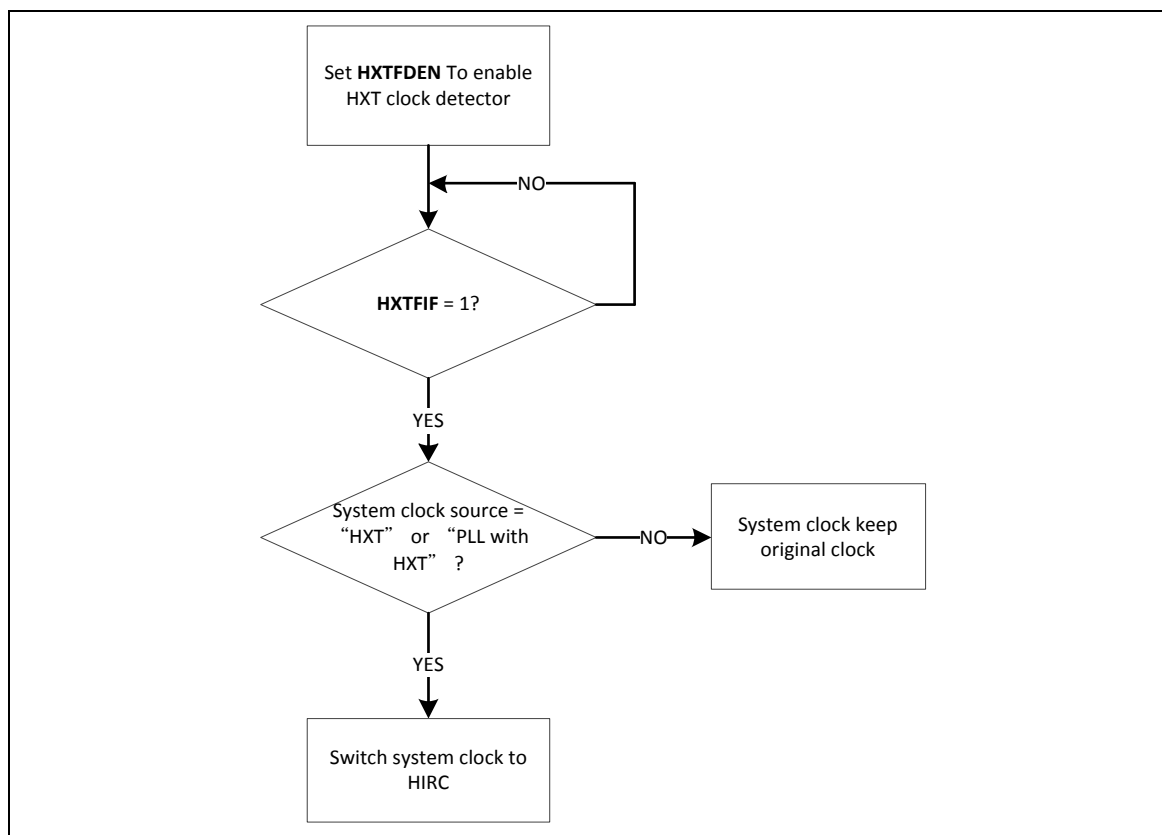 Set HXTFDEN To enable
HXT clock detector
NO
HXTFIF = 1?
YES
System clock source =
“HXT” or “PLL with
HXT” ?
NO
System clock keep
original clock
YES
Switch system clock to
HIRC